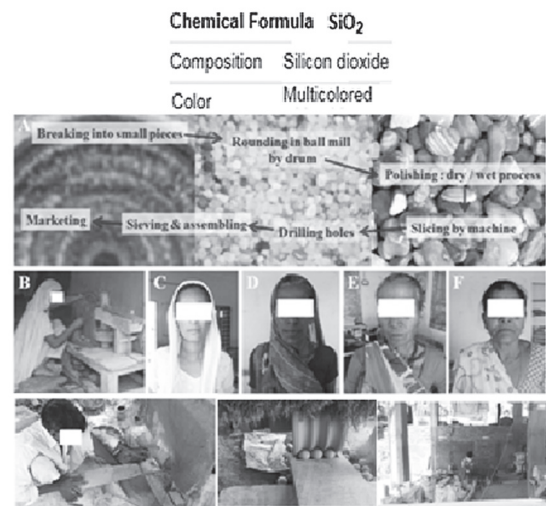 Chemical Formula SiO2
Composition Silicon dioxide
Color Multicolored
A
Breaking into small pieces
Rounding in ball mill
by drum
Polishing : dry / wet process
Marketing
Sieving & assembling
Drilling holes
Slicing by machine
B C D E F